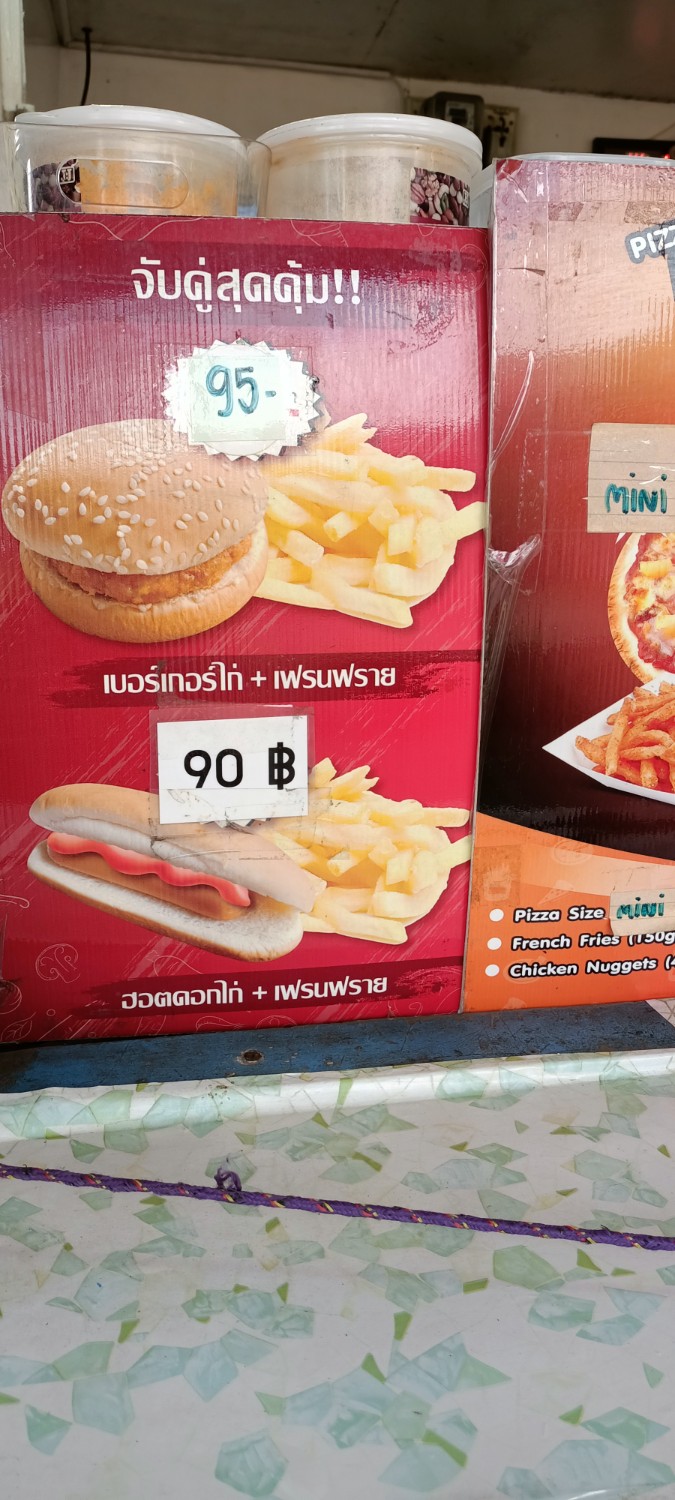 จับคู่สุดคุ้ม!!
95.-
เบอร์เกอร์ไก่ + เฟรนฟราย
90 ฿
ฮอตดอกไก่ + เฟรนฟราย
MINI
Pizza Size MINI
French Fries (150g
Chicken Nuggets (